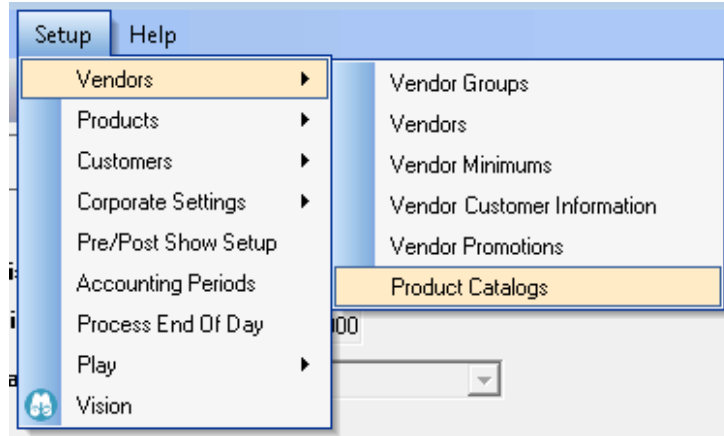 Setup Help
Vendors
Products
Customers
Corporate Settings
Pre/Post Show Setup
Accounting Periods
Process End Of Day
Play
Vision
Vendor Groups
Vendors
Vendor Minimums
Vendor Customer Information
Vendor Promotions
Product Catalogs
00